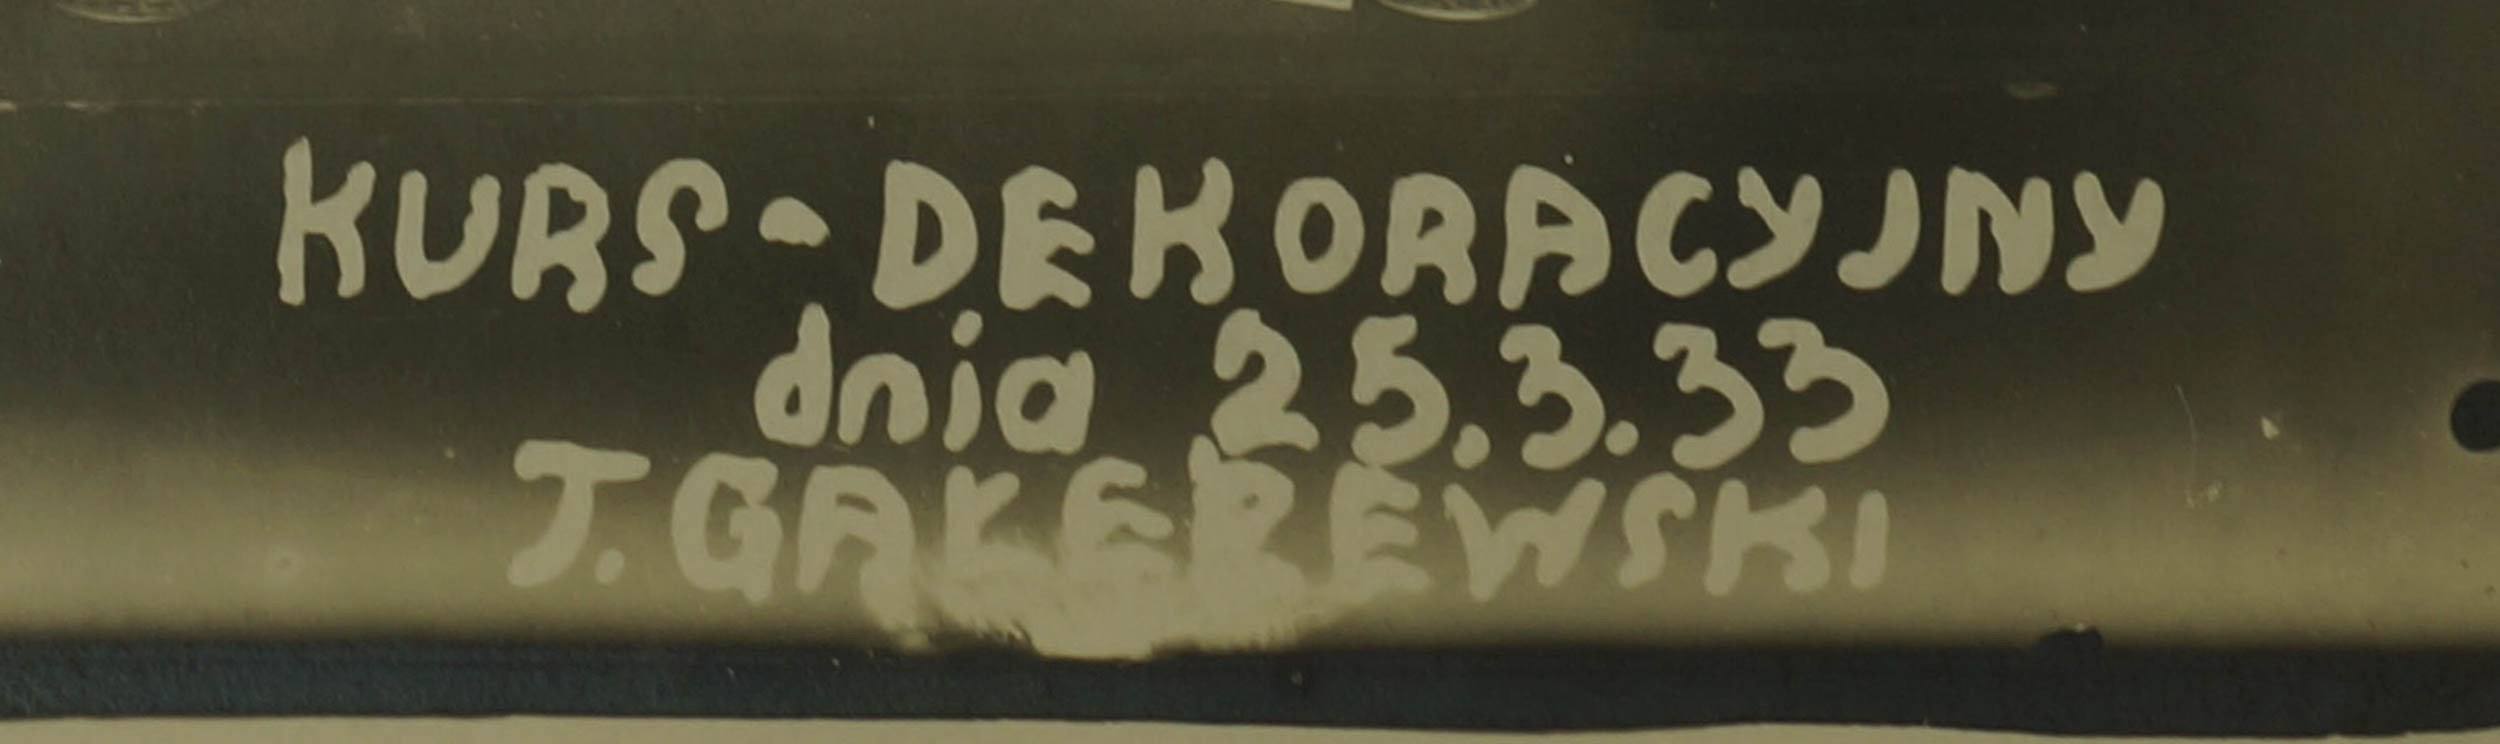 KURS - DEKORACYJNY
dnia 25.3.33
J.